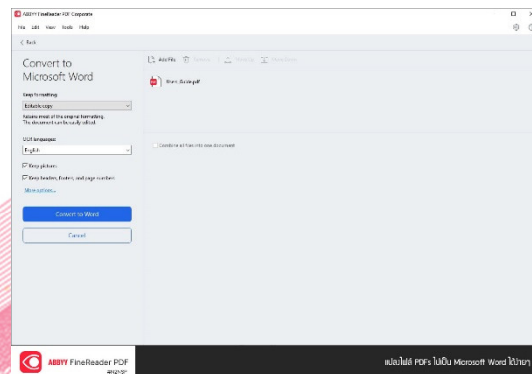 ABBYY FineReader PDF Corporate
File Edit View Tools Help
< Back
Convert to
Microsoft Word
Keep formatting:
Editable copy
Retains most of the original formatting.
The document can be easily edited.
OCR languages:
English
Keep pictures
Keep headers, footers, and page numbers
More options...
Convert to Word
Cancel
Add File
Guide.pdf
Combine all files into one document
ABBYY FineReader PDF
แปลงไฟล์ PDFs ไปเป็น Microsoft Word ได้ง่ายๆ